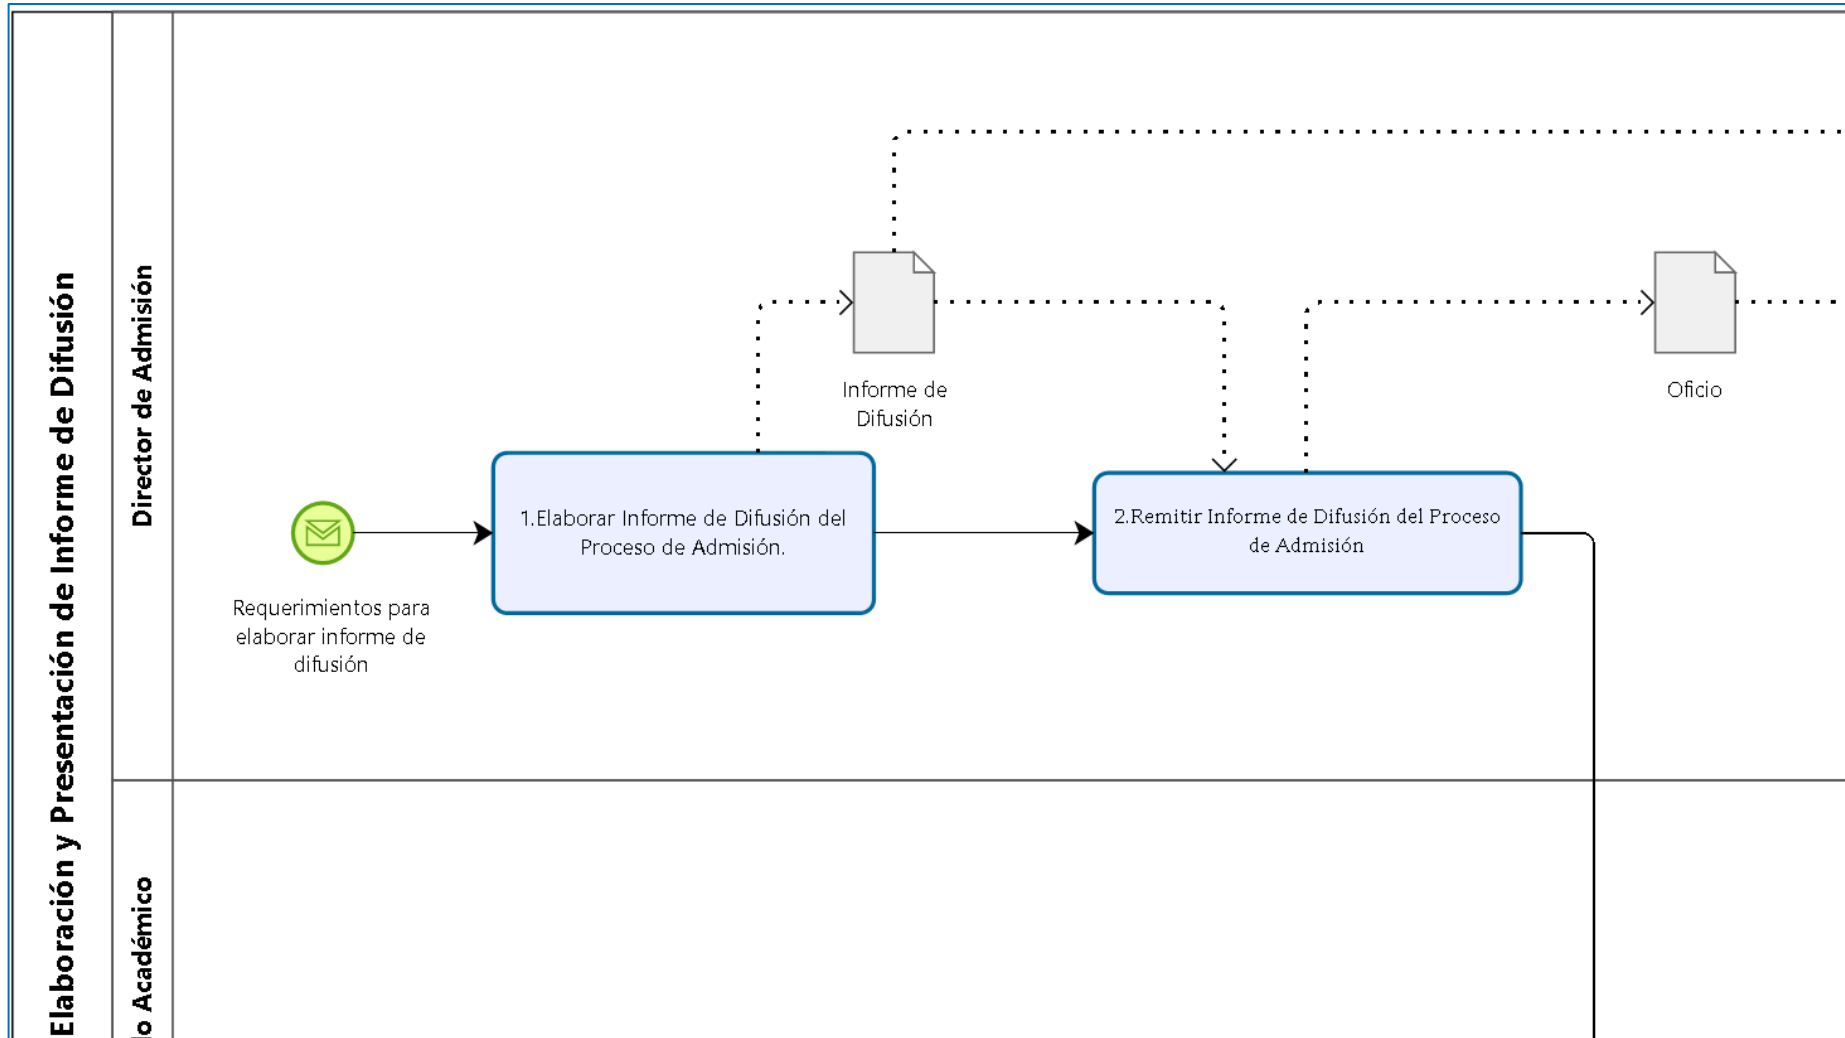 Elaboración y Presentación de Informe de Difusión
Director de Admisión
Informe de
Difusión
Oficio
1.Elaborar Informe de Difusión del
Proceso de Admisión.
2.Remitir Informe de Difusión del Proceso
de Admisión
Requerimientos para
elaborar informe de
difusión
Académico